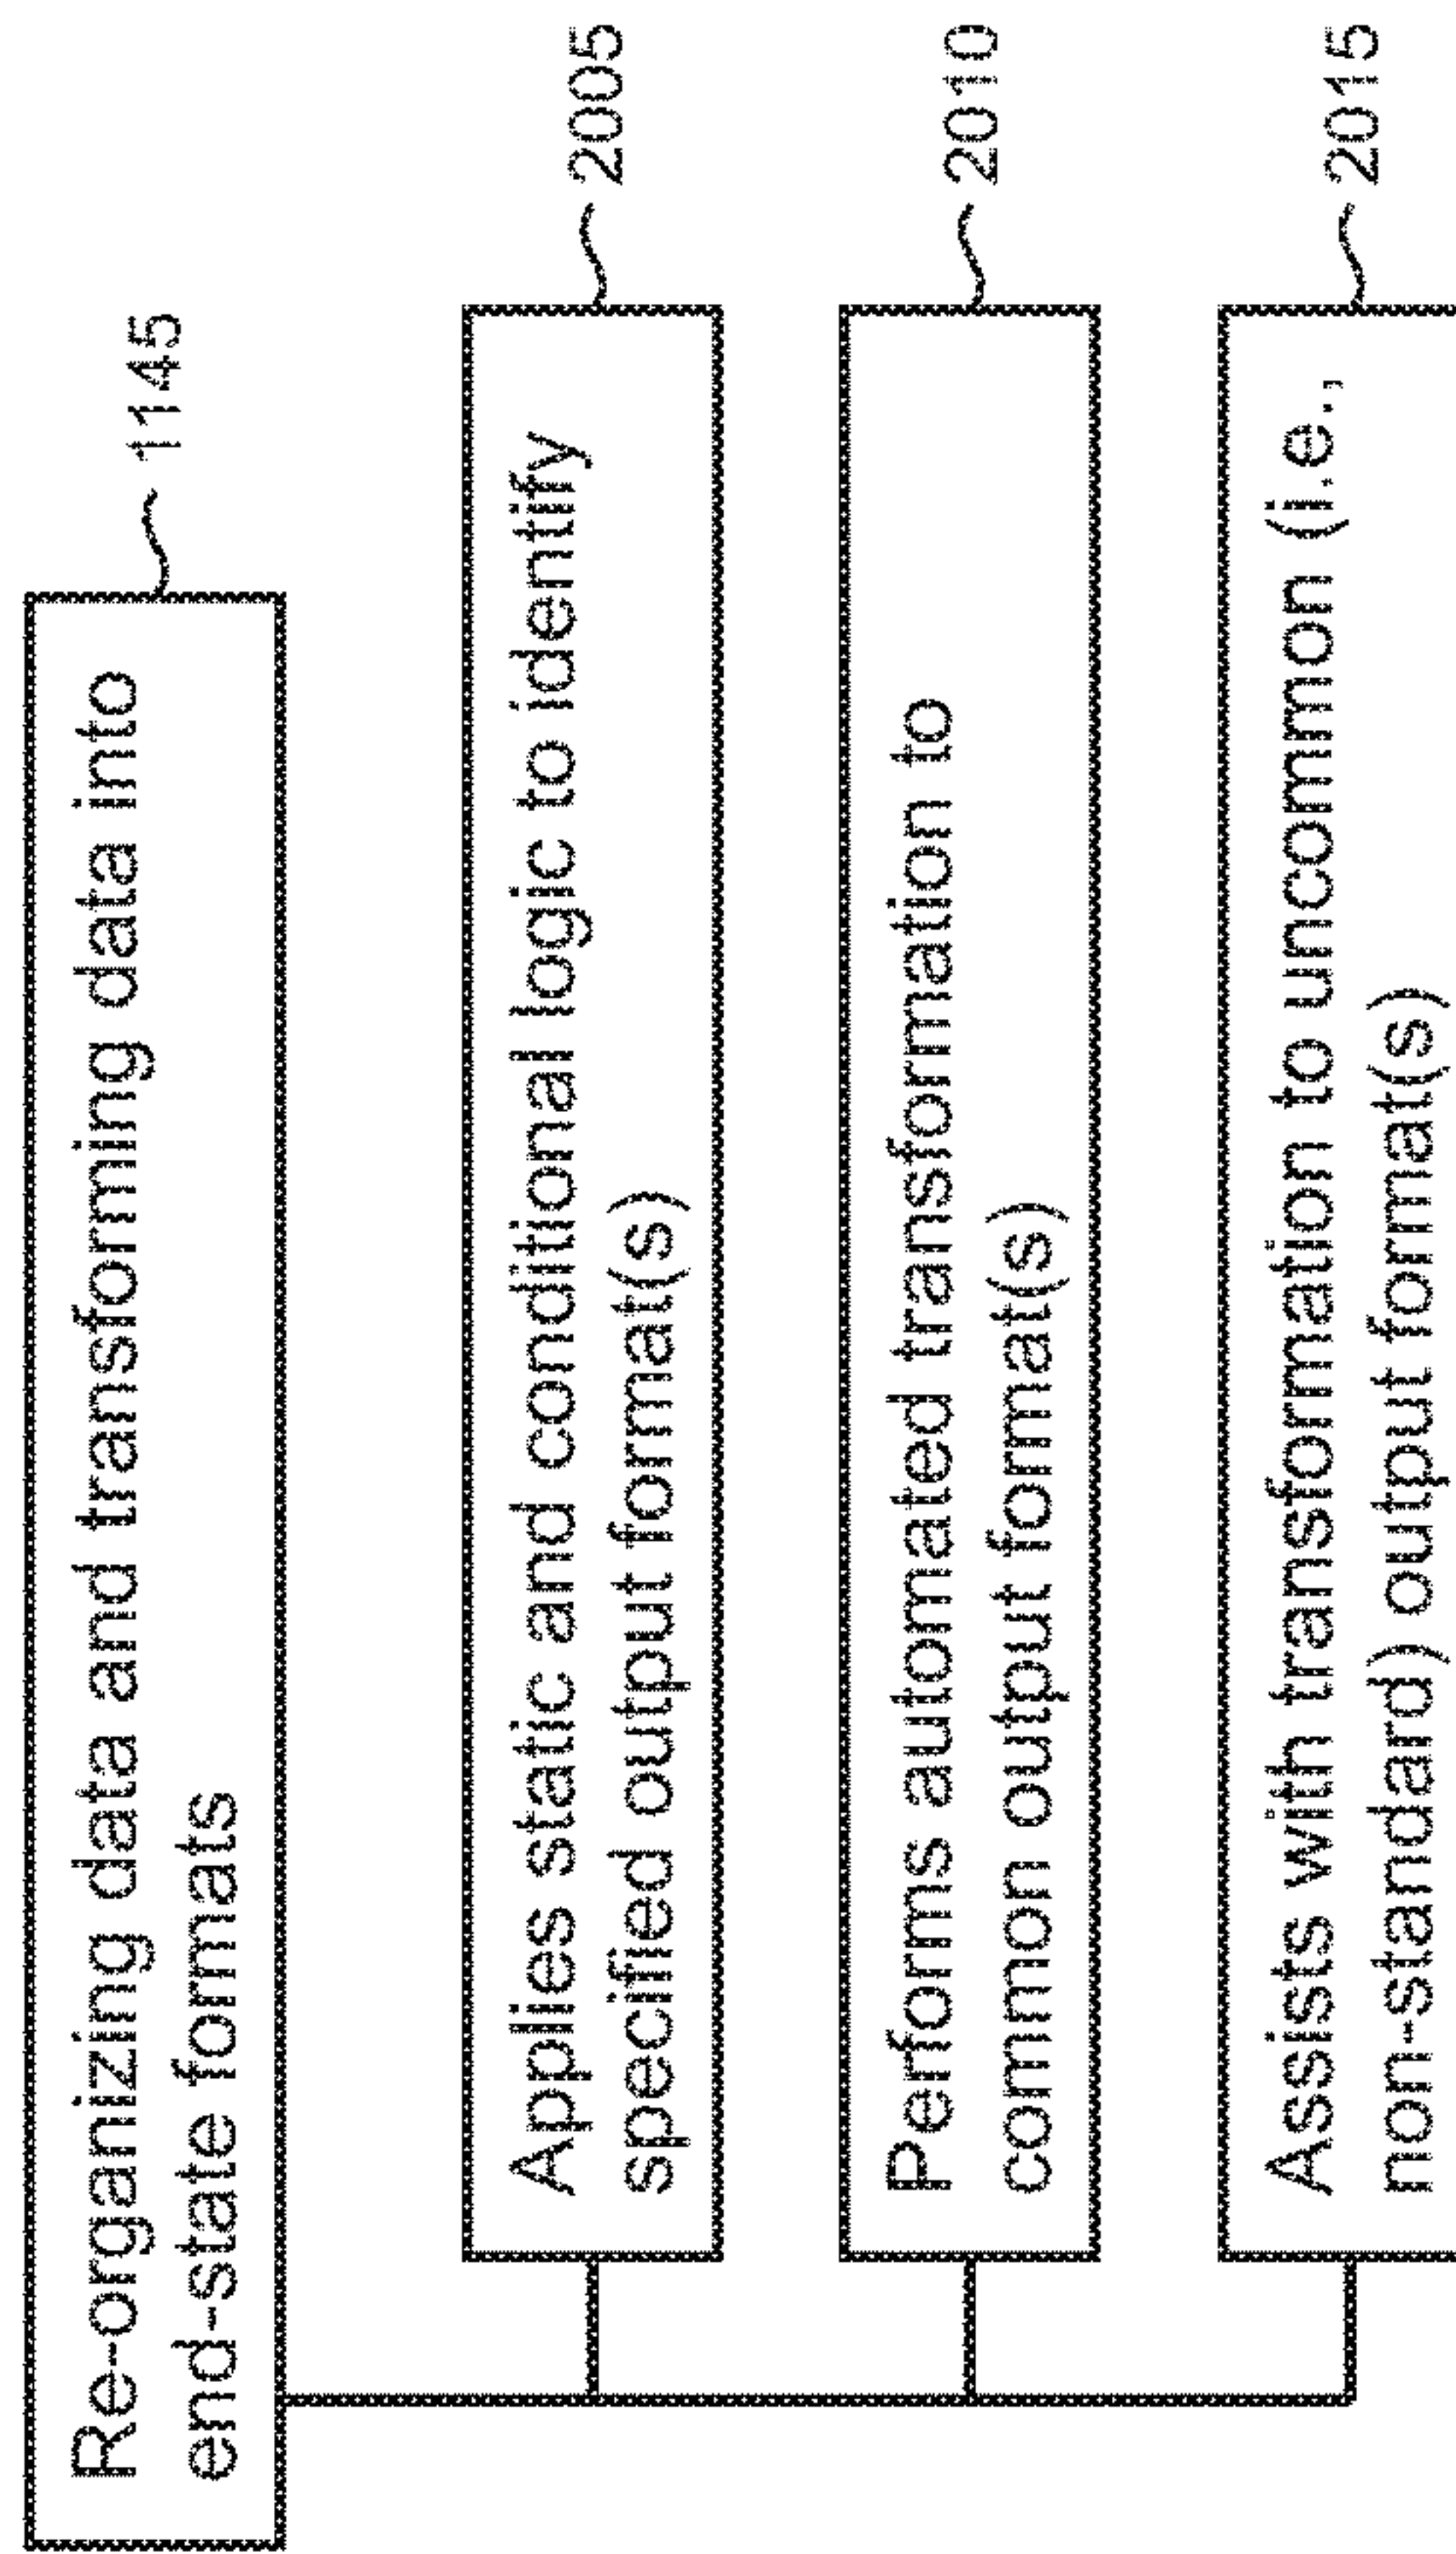 Re-organizing data and transforming data into
end-state formats
1145
Applies static and conditional logic to identify
specified output format(s)
2005
Performs automated transformation to
common output format(s)
2010
Assists with transformation to uncommon (i.e.,
non-standard) output format(s)
2015